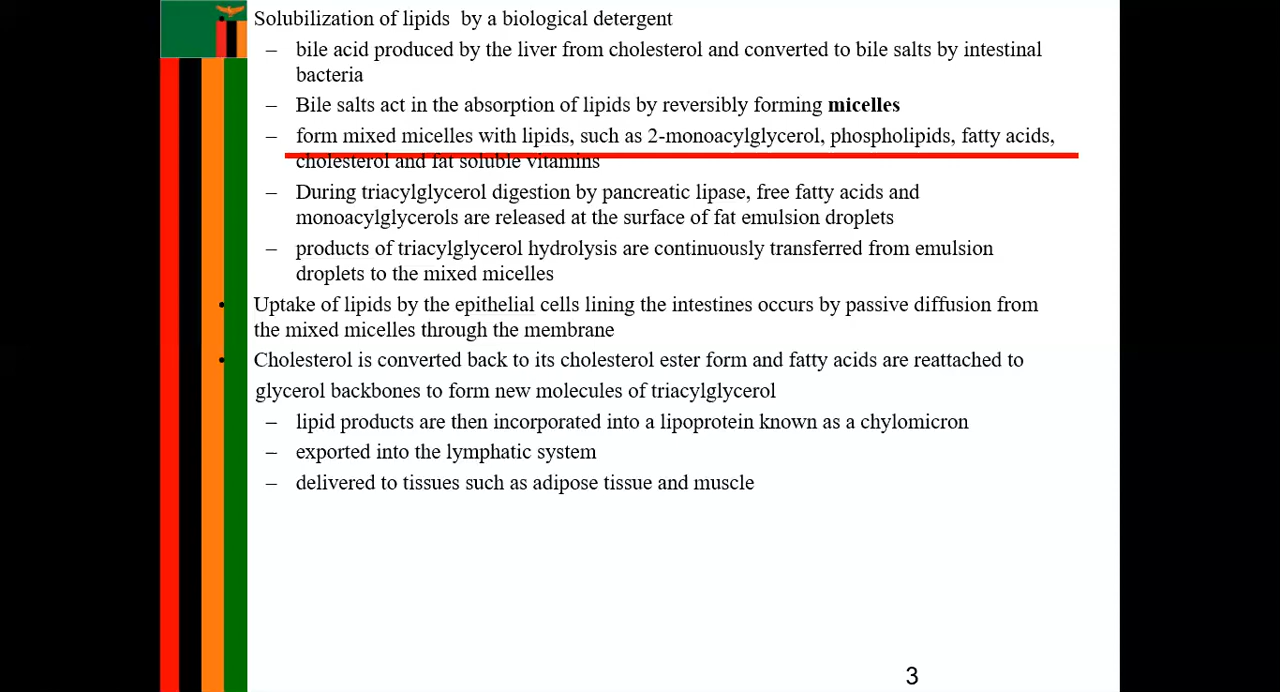 Solubilization of lipids by a biological detergent
– bile acid produced by the liver from cholesterol and converted to bile salts by intestinal
bacteria
– Bile salts act in the absorption of lipids by reversibly forming micelles
– form mixed micelles with lipids, such as 2-monoacylglycerol, phospholipids, fatty acids,
cholesterol and fat soluble vitamins
– During triacylglycerol digestion by pancreatic lipase, free fatty acids and
monoacylglycerols are released at the surface of fat emulsion droplets
– products of triacylglycerol hydrolysis are continuously transferred from emulsion
droplets to the mixed micelles
• Uptake of lipids by the epithelial cells lining the intestines occurs by passive diffusion from
the mixed micelles through the membrane
• Cholesterol is converted back to its cholesterol ester form and fatty acids are reattached to
glycerol backbones to form new molecules of triacylglycerol
– lipid products are then incorporated into a lipoprotein known as a chylomicron
– exported into the lymphatic system
– delivered to tissues such as adipose tissue and muscle
3